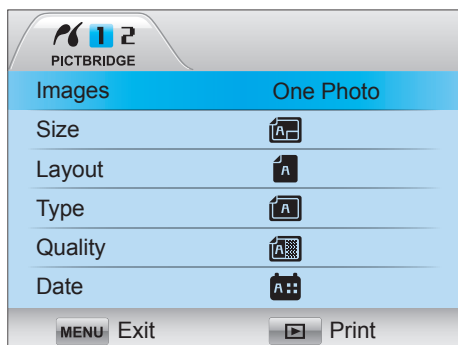 1 2
PICTBRIDGE
Images One Photo
Size A
Layout A
Type A
Quality A
Date A
MENU Exit Print